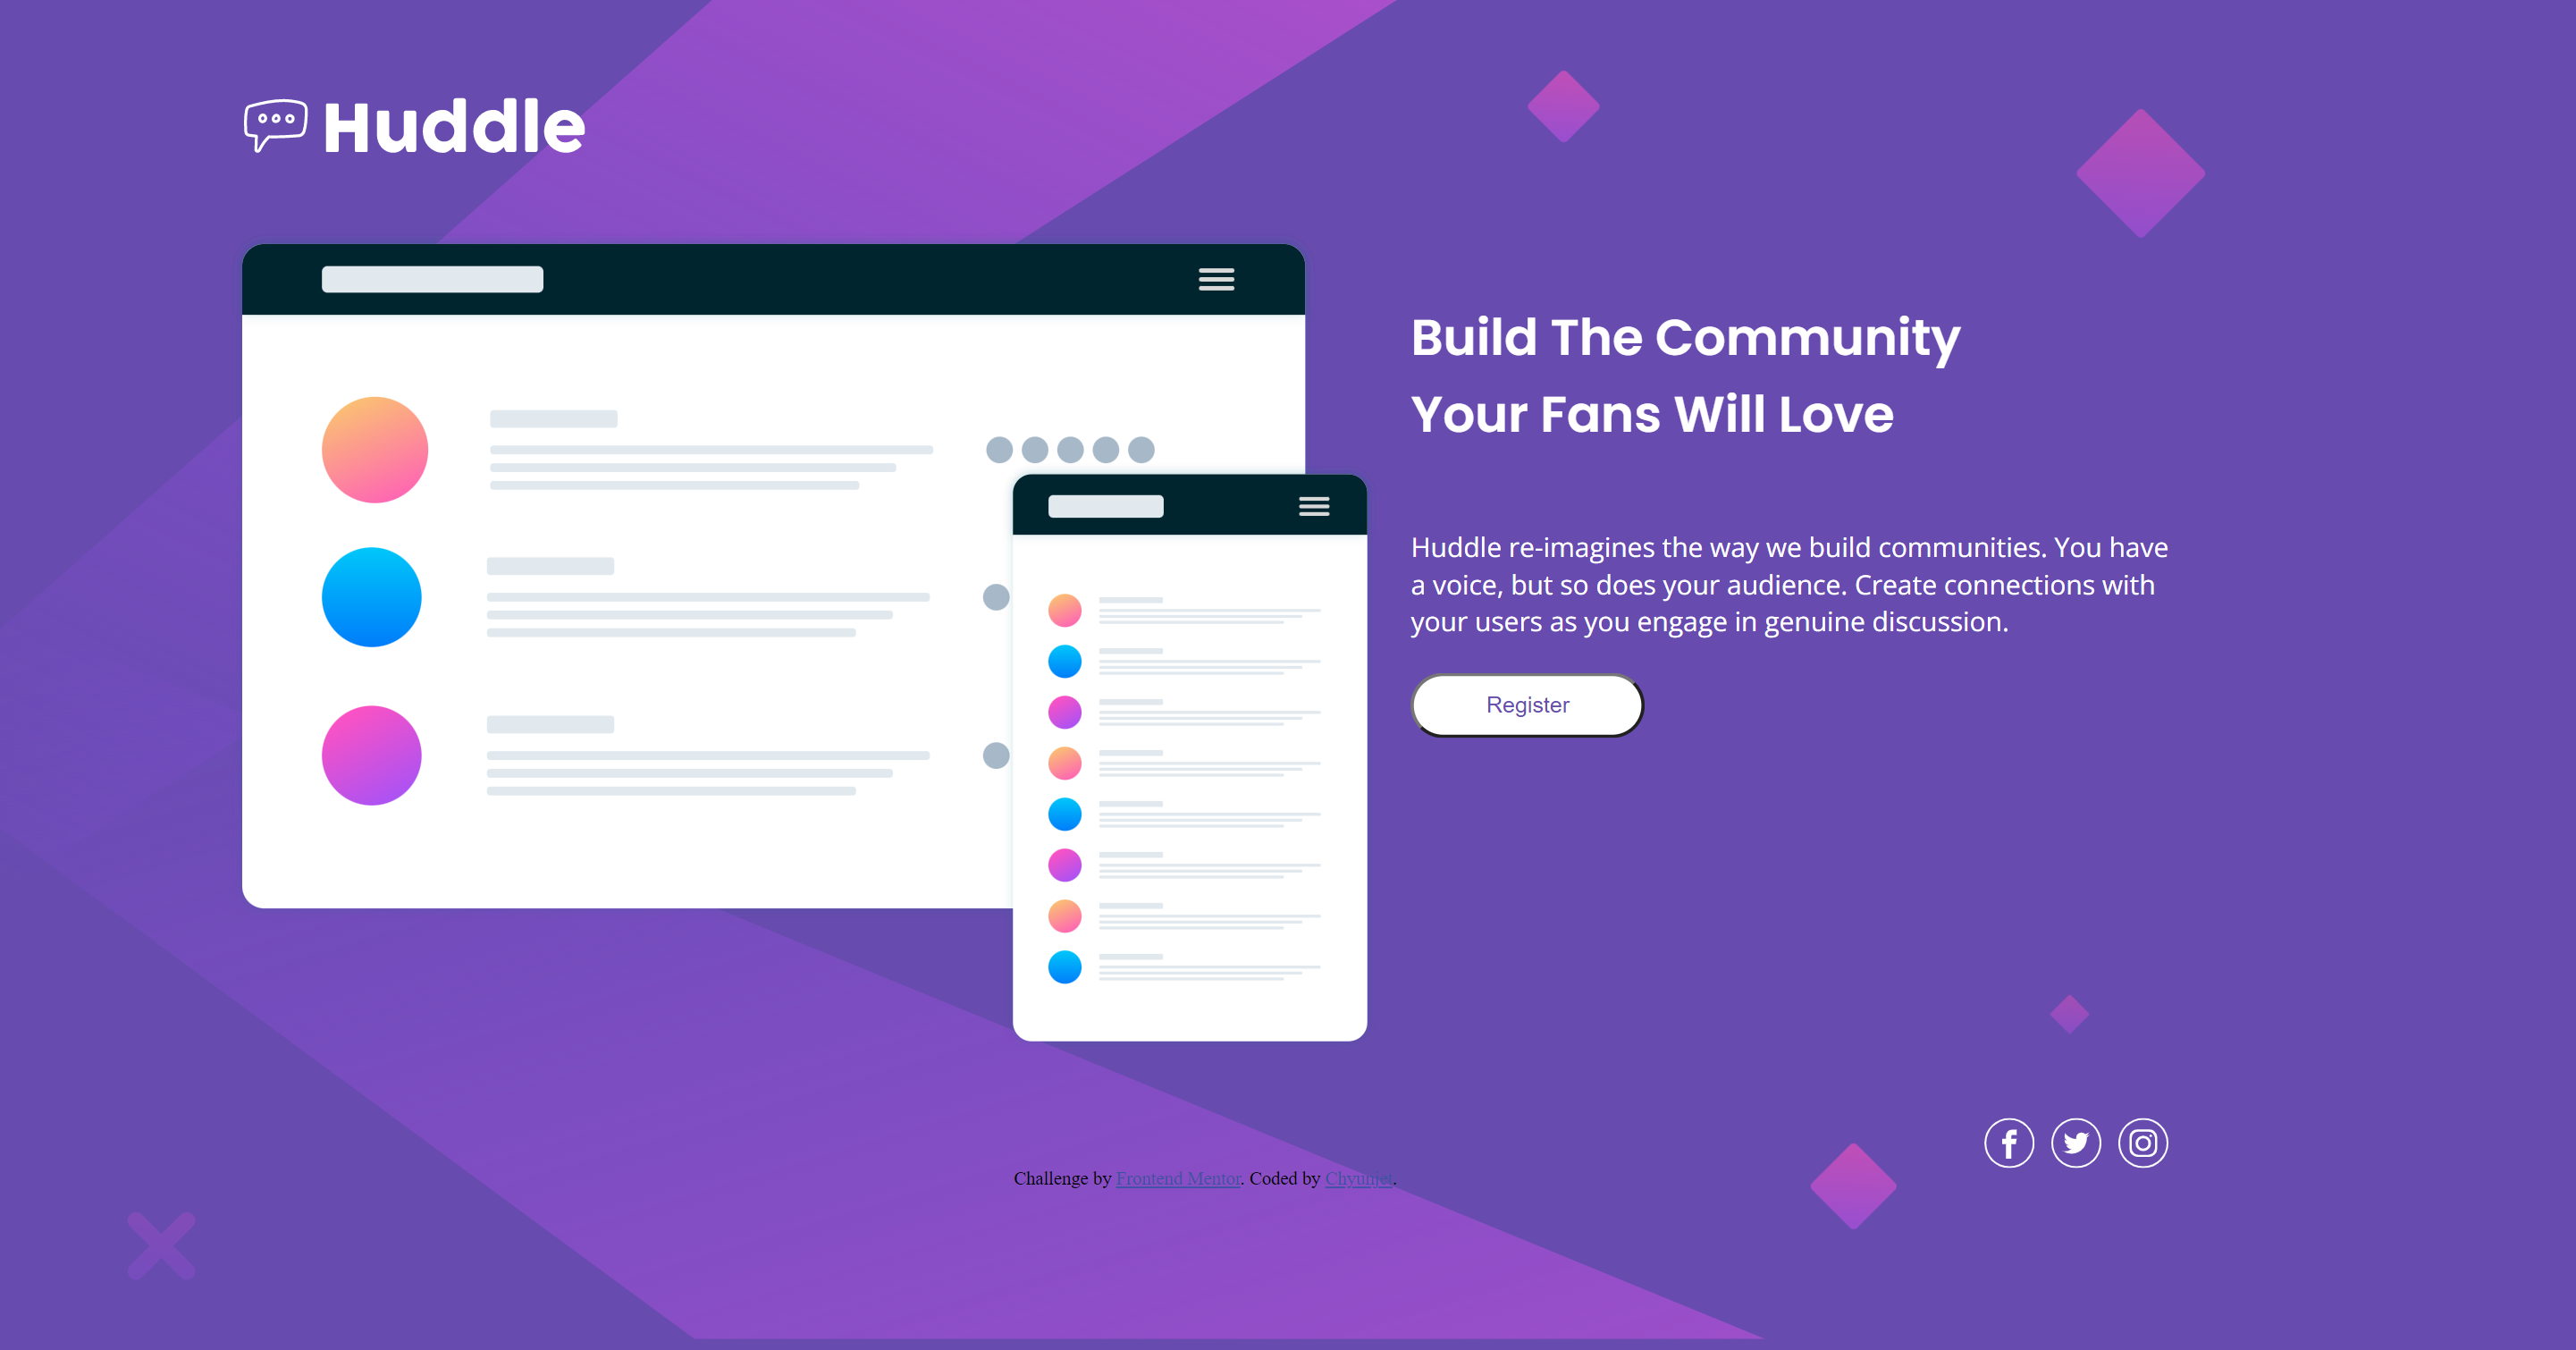 Huddle
Build The Community
Your Fans Will Love
Huddle re-imagines the way we build communities. You have
a voice, but so does your audience. Create connections with
your users as you engage in genuine discussion.
Register
Challenge by Frontend Mentor. Coded by Chyunjet.